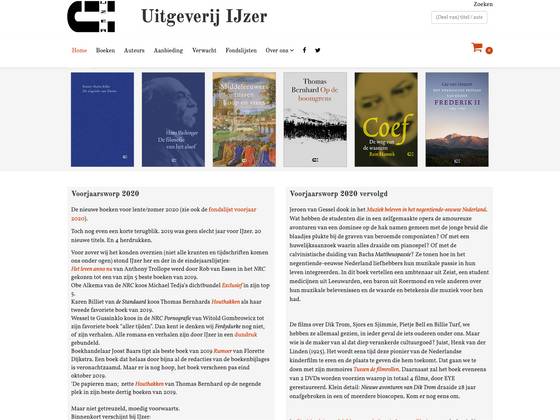 Zoeken
Uitgeverij IJzer
(Deel van) titel / aute
Home Boeken Auteurs Aanbieding Verwacht Fondslijsten Over ons
0
Middeleeuwers
tussen
hoop en vrees
Thomas
Bernhard Op de
boomgrens
Hans Ruijsinger
De filosofie
van het alsof
Coef
De weg van
de waanzin
FREDERIK II
Voorjaarsworp 2020
De nieuwe boeken voor lente/zomer 2020 (zie ook de fondslijst voorjaar
2020).
Toch nog even een korte terugblik. 2019 was geen slecht jaar voor IJzer. 20
nieuwe titels. En 4 herdrukken.
Voor zover wij het konden overzien (niet alle kranten en tijdschriften komen
ons onder ogen) stond IJzer hier en er in de eindejaarslijstjes:
Het leven anno nu van Anthony Trollope werd door Rob van Essen in het NRC
gekozen tot een van zijn 5 beste boeken van 2019.
Obe Alkema van de NRC koos Michael Tedja's dichtbundel Exclusief in zijn top
5.
Karen Billiet van de Standaard koos Thomas Bernhards Houthakken als haar
tweede favoriete boek van 2019.
Wessel te Gussinklo koos in de NRC Pornografie van Witold Gombrowicz tot
zijn favoriete boek "aller tijden". Dan kent ie denken wij Ferdydurke nog niet,
of zijn verhalen. Alle romans en verhalen zijn door IJzer in een dundruk
gebundeld.
Boekhandelaar Joost Baars tipt als beste boek van 2019 Rumor van Florette
Dijkstra. Een boek dat helaas door bijna al de redacties van de boekenbijlages
is veronachtzaamd. Maar er is nog hoop, het boek verscheen pas eind
oktober 2019.
'De papieren man; zette Houthakken van Thomas Bernhard op de negende
plek in zijn beste dertig boeken van 2019.
Maar niet getreuzeld, moedig voorwaarts.
Binnenkort verschijnt bij IJzer:
Voorjaarsworp 2020 vervolgd
Jeroen van Gessel dook in het Muziek beleven in het negentiende-eeuwse Nederland.
Wat hebben de studenten die in een zelfgemaakte opera de amoureuze
avonturen van een dominee op de hak namen gemeen met de jonge bruid die
blaadjes plukte bij de graven van beroemde componisten? Of met een
huwelijksaanzoek waarin alles draaide om pianospel? Of met de
calvinistische duiding van Bachs Matthäuspassie? Ze tonen hoe in het
negentiende-eeuwse Nederland liefhebbers hun muzikale passie in hun
leven integreerden. In dit boek vertellen een ambtenaar uit Zeist, een student
medicijnen uit Leeuwarden, een baron uit Roermond en vele anderen over
hun muzikale belevenissen en de waarde en betekenis die muziek voor hen
had.
De films over Dik Trom, Sjors en Sjimmie, Pietje Bell en Billie Turf, we
hebben ze allemaal gezien, in ieder geval de iets ouderen onder ons. Maar
wie is de maker van al dat diep verankerde cultuurgoed? Juist, Henk van der
Linden (1925). Het wordt eens tijd deze pionier van de Nederlandse
kinderfilm te eren en de plaats te geven die hem toekomt. Dat gaan we te
doen met zijn memoires Tussen de filmrollen. Daarnaast zal het boek eveneens
van 2 DVDs worden voorzien waarop in totaal 4 films, door EYE
gerestaureerd. Klein detail: Nieuwe avonturen van Dik Trom draaide 28 jaar
onafgebroken in een of meerdere bioskopen. Kom er nog eens om.